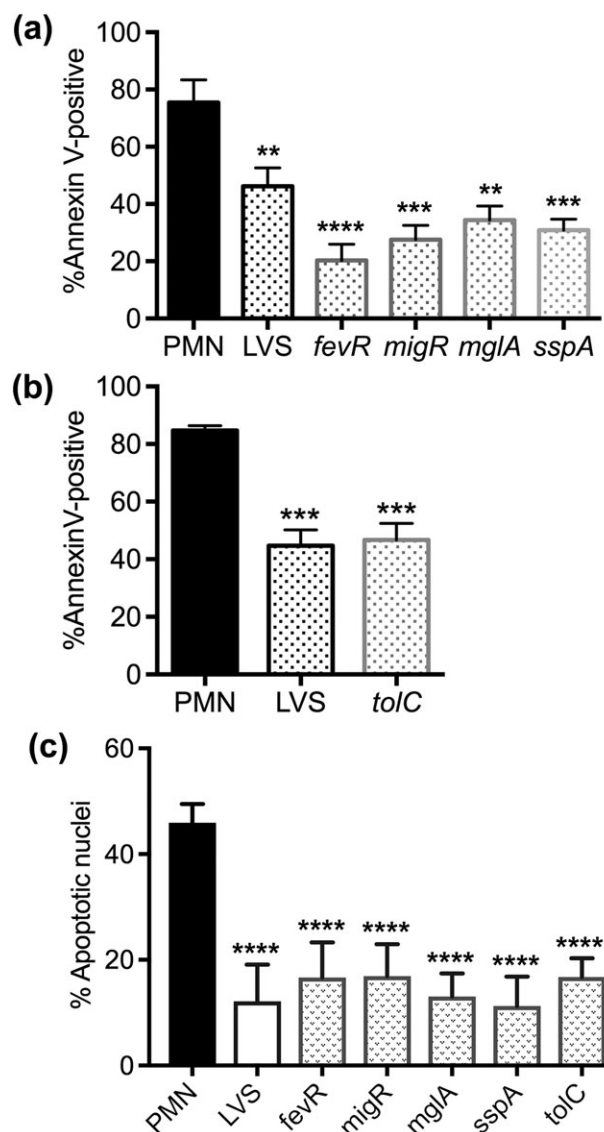 (a)
%Annexin V-positive
100
80
60
40
20
0
** **** *** ** ***
PMN LVS fevR migR mglA sspA
(b)
%AnnexinV-positive
100
80
60
40
20
0
*** ***
PMN LVS tolC
(c)
% Apoptotic nuclei
60
40
20
0
**** **** **** **** **** ****
PMN LVS fevR migR mglA sspA tolC